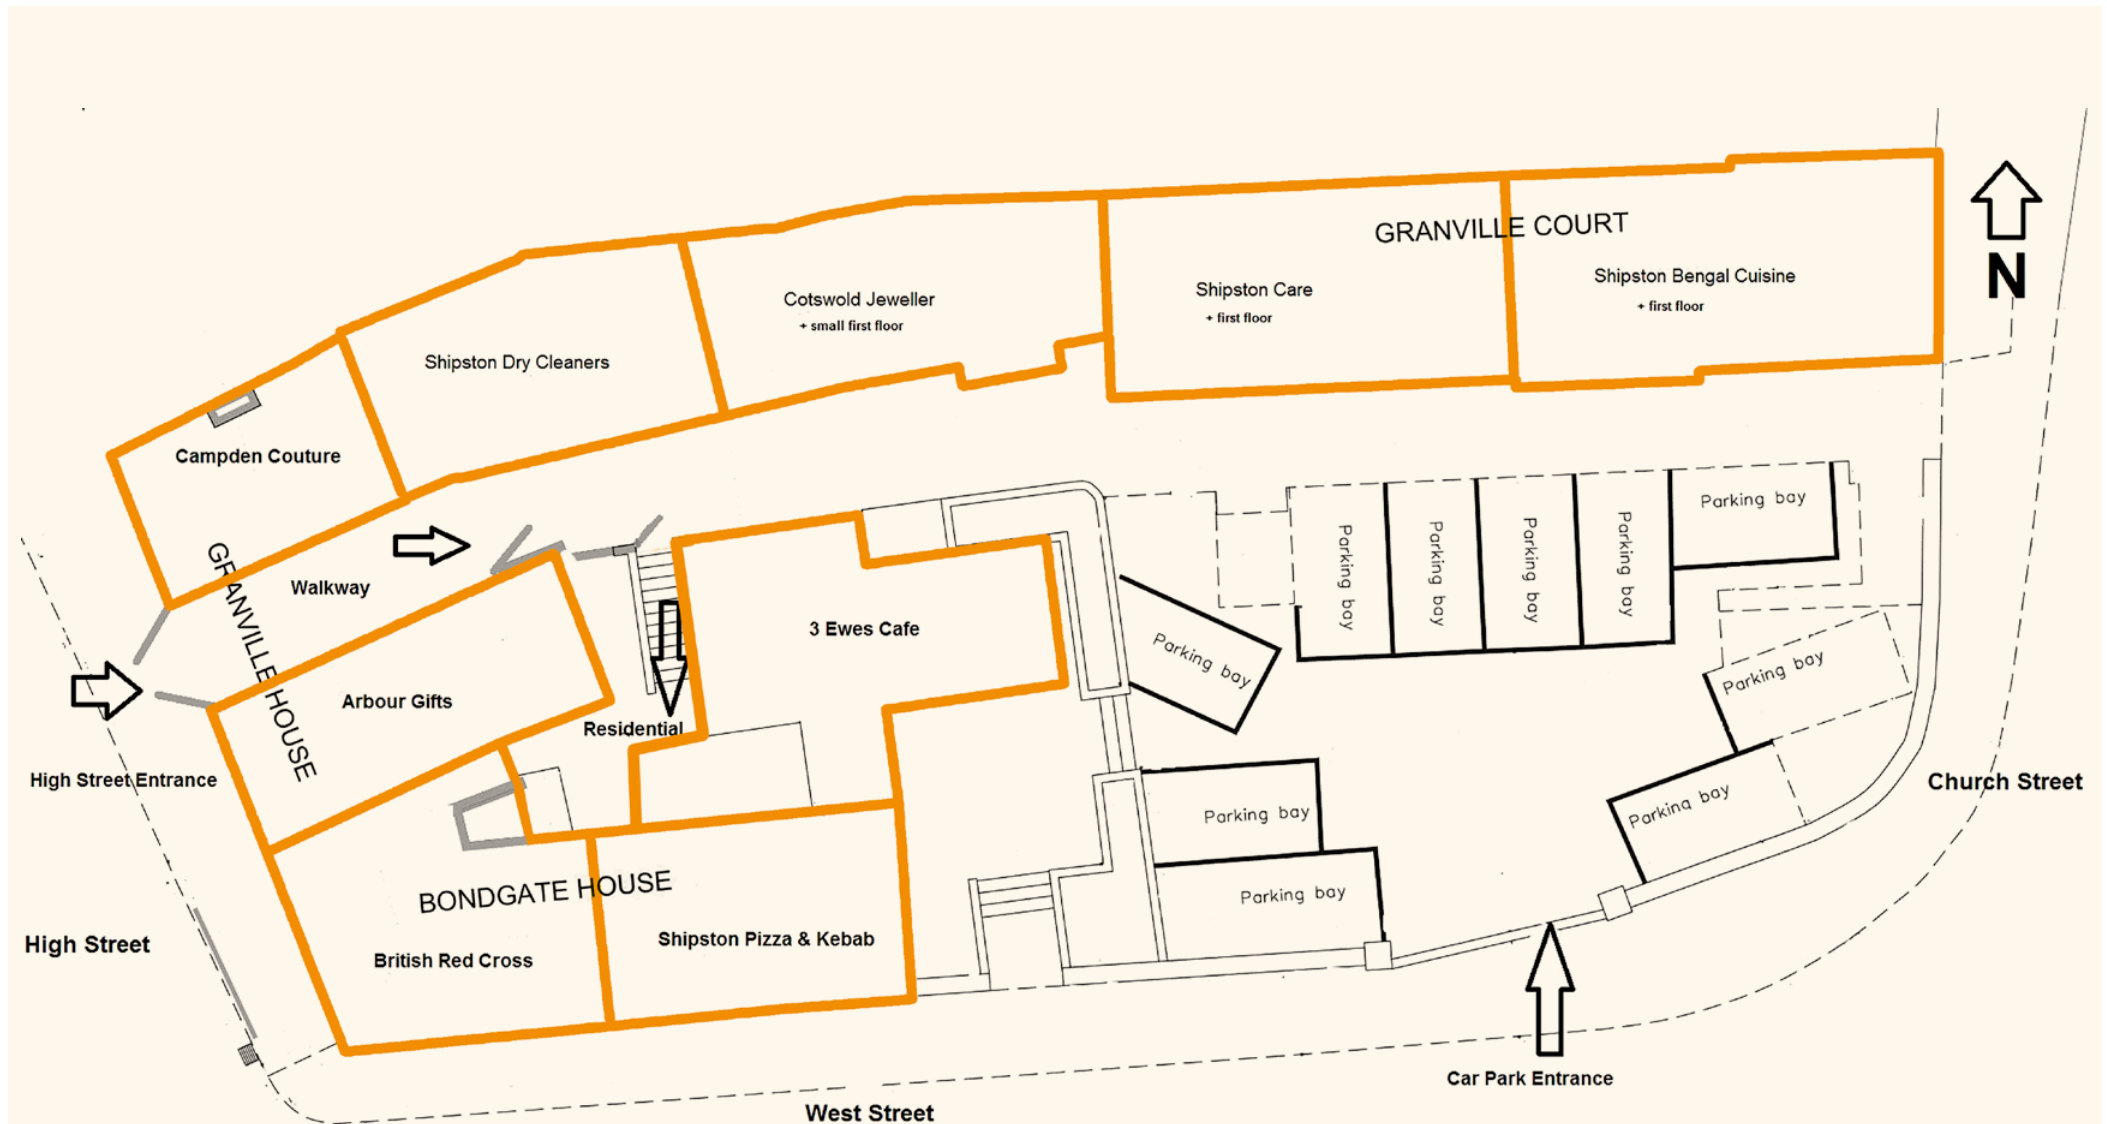 GRANVILLE COURT
N
Shipston Bengal Cuisine
+ first floor
Shipston Care
+ first floor
Cotswold Jeweller
+ small first floor
Shipston Dry Cleaners
Campden Couture
Walkway
GRANVILLE HOUSE
Arbour Gifts
Residential
3 Ewes Cafe
High Street Entrance
High Street
BONDGATE HOUSE
British Red Cross
Shipston Pizza & Kebab
Parking bay
Parking bay
Parking bay
Parking bay
Parking bay
Parking bay
Parking bay
Parkina bay
Parking bay
Parking bay
Church Street
Car Park Entrance
West Street